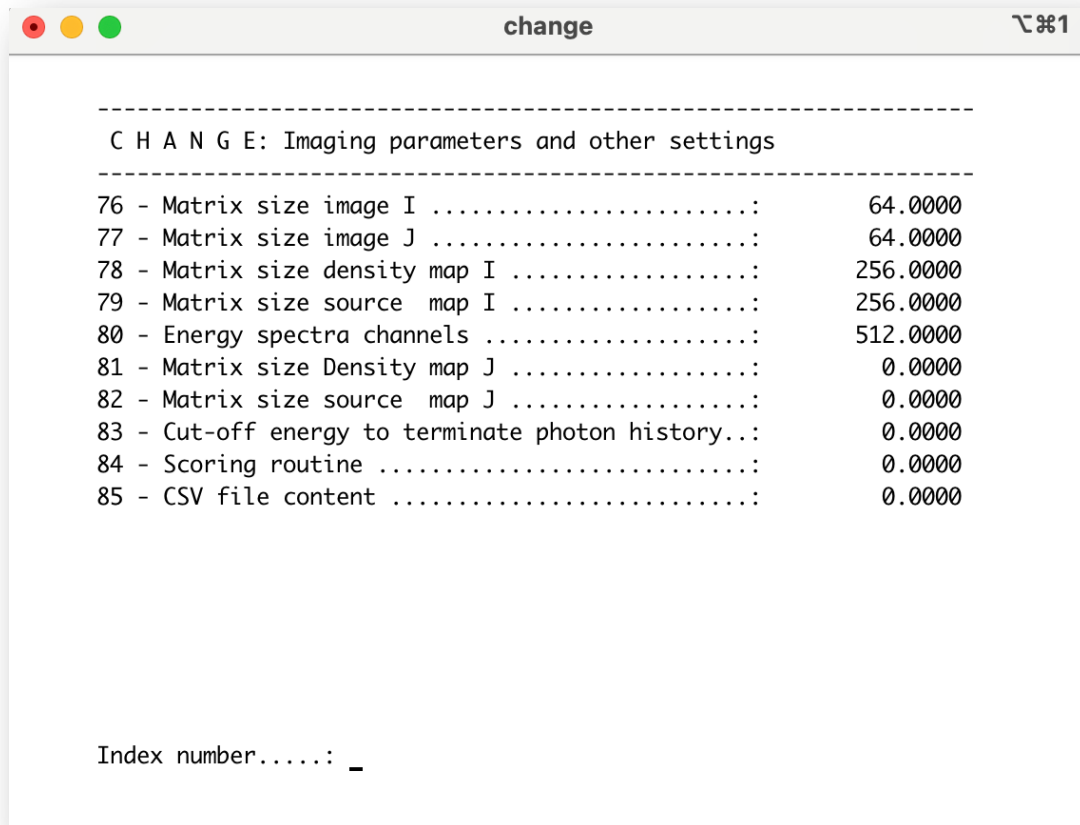 change ⌥⌘1
-----------------------------------------------------------------
C H A N G E: Imaging parameters and other settings
-----------------------------------------------------------------
76 - Matrix size image I ........................: 64.0000
77 - Matrix size image J ........................: 64.0000
78 - Matrix size density map I ..................: 256.0000
79 - Matrix size source  map I ..................: 256.0000
80 - Energy spectra channels ....................: 512.0000
81 - Matrix size Density map J ..................: 0.0000
82 - Matrix size source  map J ..................: 0.0000
83 - Cut-off energy to terminate photon history..: 0.0000
84 - Scoring routine ............................: 0.0000
85 - CSV file content ...........................: 0.0000
Index number.....: _